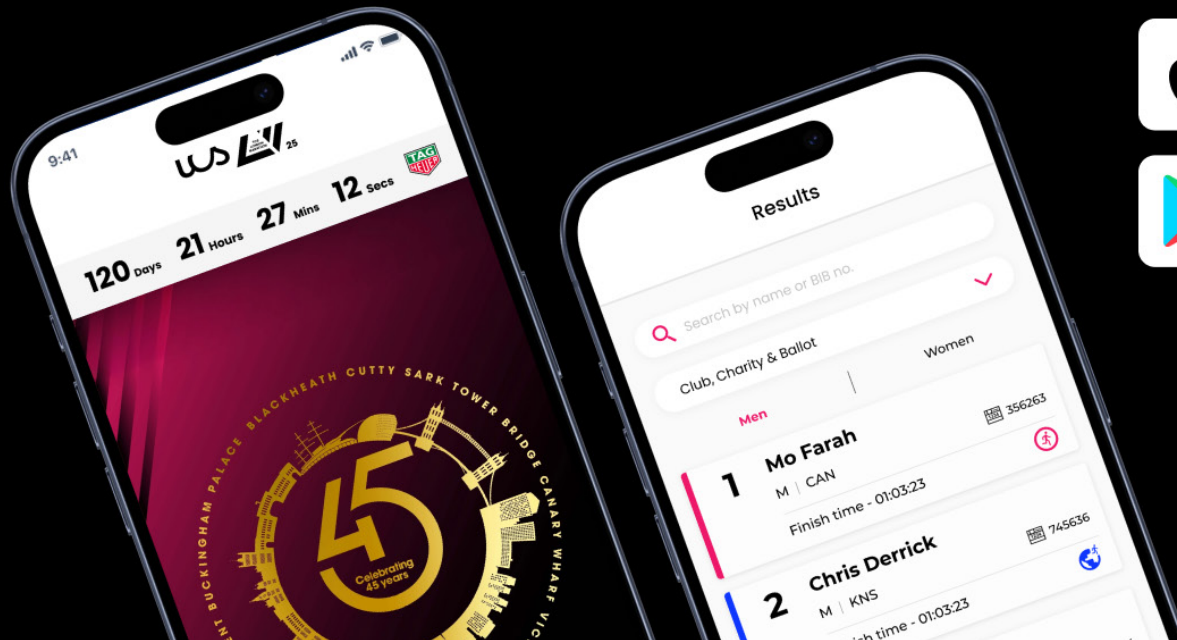 9:41
25
120 Days 21 Hours 27 Mins 12 Secs
TAG
HEUER
BUCKINGHAM PALACE BLACKHEATH CUTTY SARK TOWER BRIDGE CANARY WHARF
45
Celebrating
45 years
Results
Search by name or BIB no.
Club, Charity & Ballot
Men | Women
1 Mo Farah 356263
M | CAN
Finish time - 01:03:23
2 Chris Derrick 745636
M | KNS
time - 01:03:23